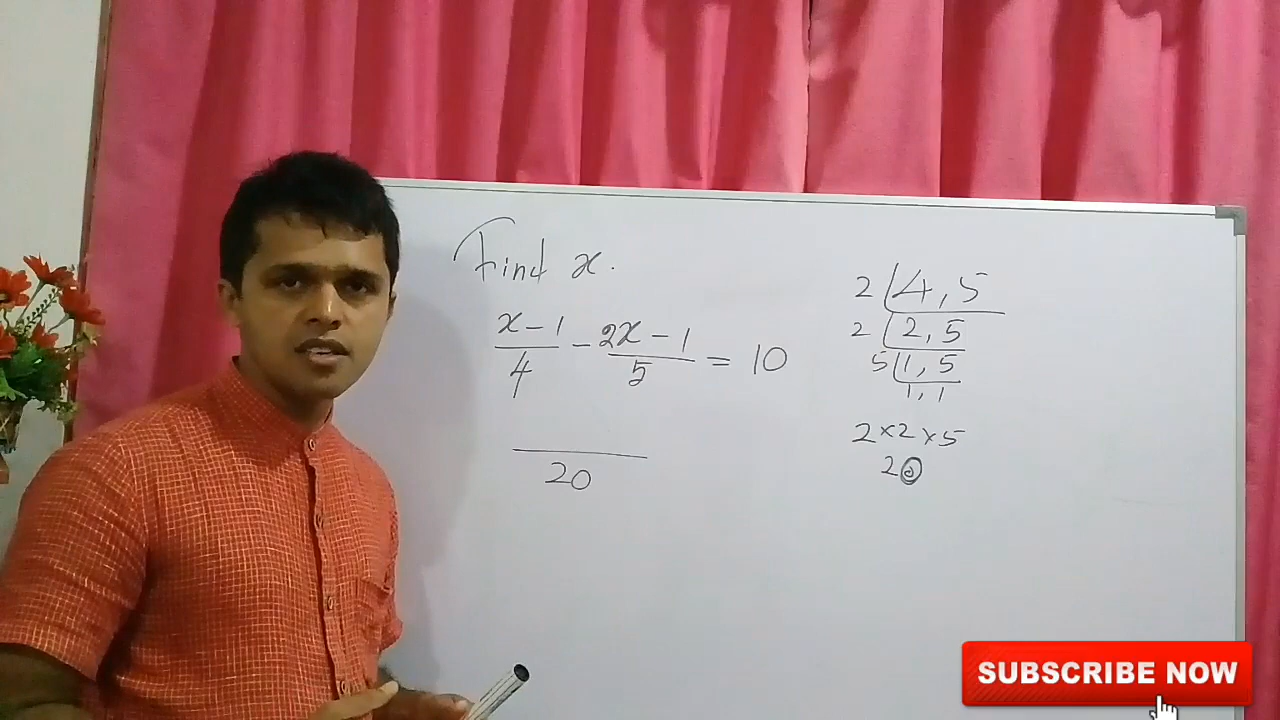 Find x.
x - 1 / 4 - 2x - 1 / 5 = 10
20
2 4, 5
2 2, 5
5 1, 5
1, 1
2 × 2 × 5
20
SUBSCRIBE NOW